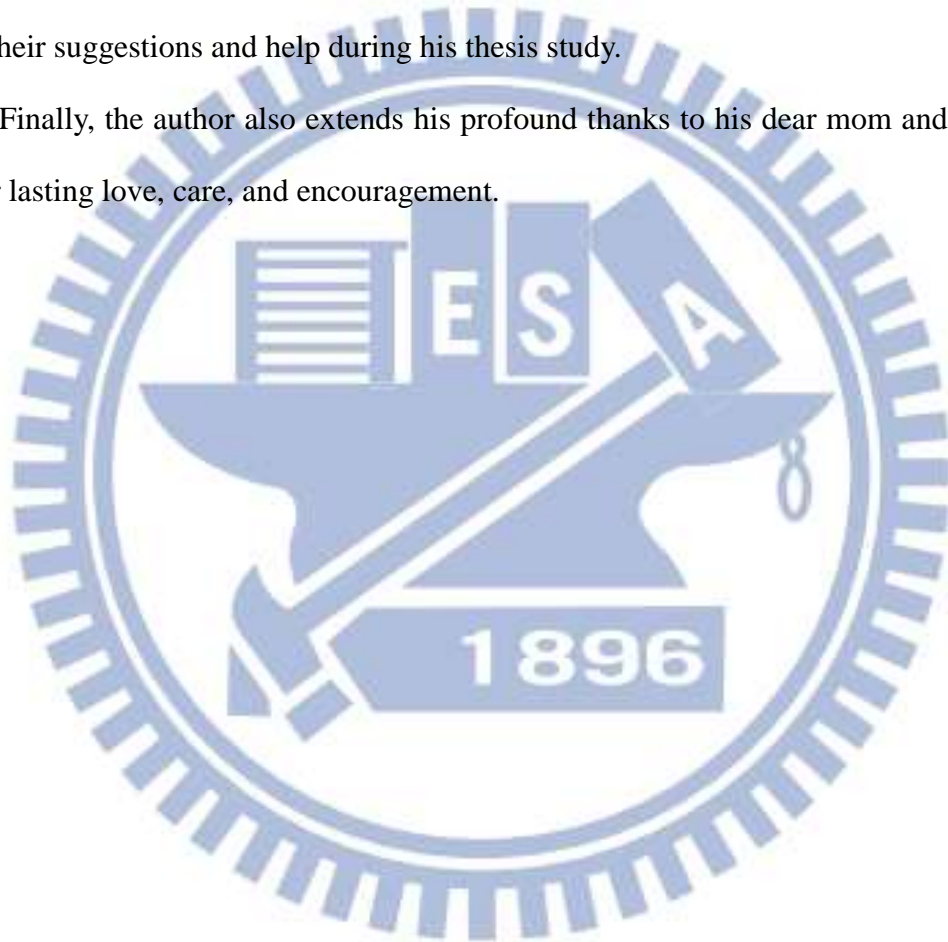 heir suggestions and help during his thesis study.
Finally, the author also extends his profound thanks to his dear mom and
lasting love, care, and encouragement.
E S A
1896